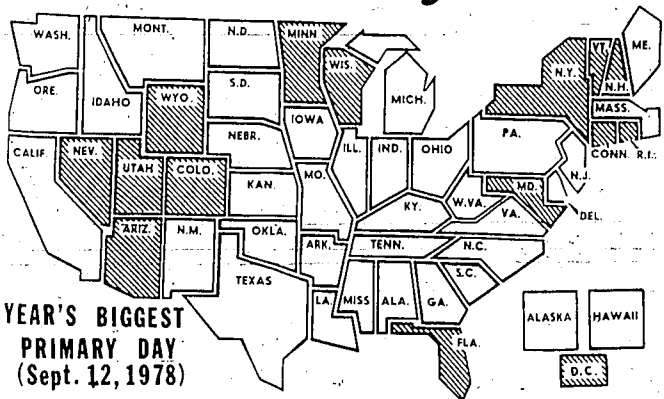 WASH.
MONT.
N.D.
MINN.
ME.
ORE.
IDAHO
WYO.
S.D.
WIS.
MICH.
N.Y.
VT.
N.H.
MASS.
CALIF.
NEV.
UTAH
COLO.
NEBR.
IOWA
ILL.
IND.
OHIO
PA.
CONN.
R.I.
N.J.
KAN.
MO.
W.VA.
MD.
VA.
DEL.
KY.
ARIZ.
N.M.
OKLA.
ARK.
TENN.
N.C.
S.C.
TEXAS
LA.
MISS
ALA.
GA.
FLA.
ALASKA
HAWAII
D.C.
YEAR'S BIGGEST
PRIMARY DAY
(Sept. 12, 1978)